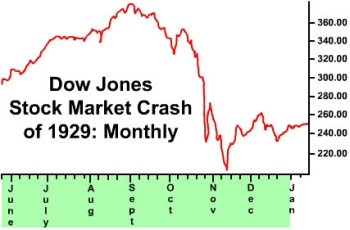 360.00
340.00
320.00
300.00
280.00
260.00
240.00
220.00
Dow Jones
Stock Market Crash
of 1929: Monthly
June
July
Aug
Sept
Oct
Nov
Dec
Jan